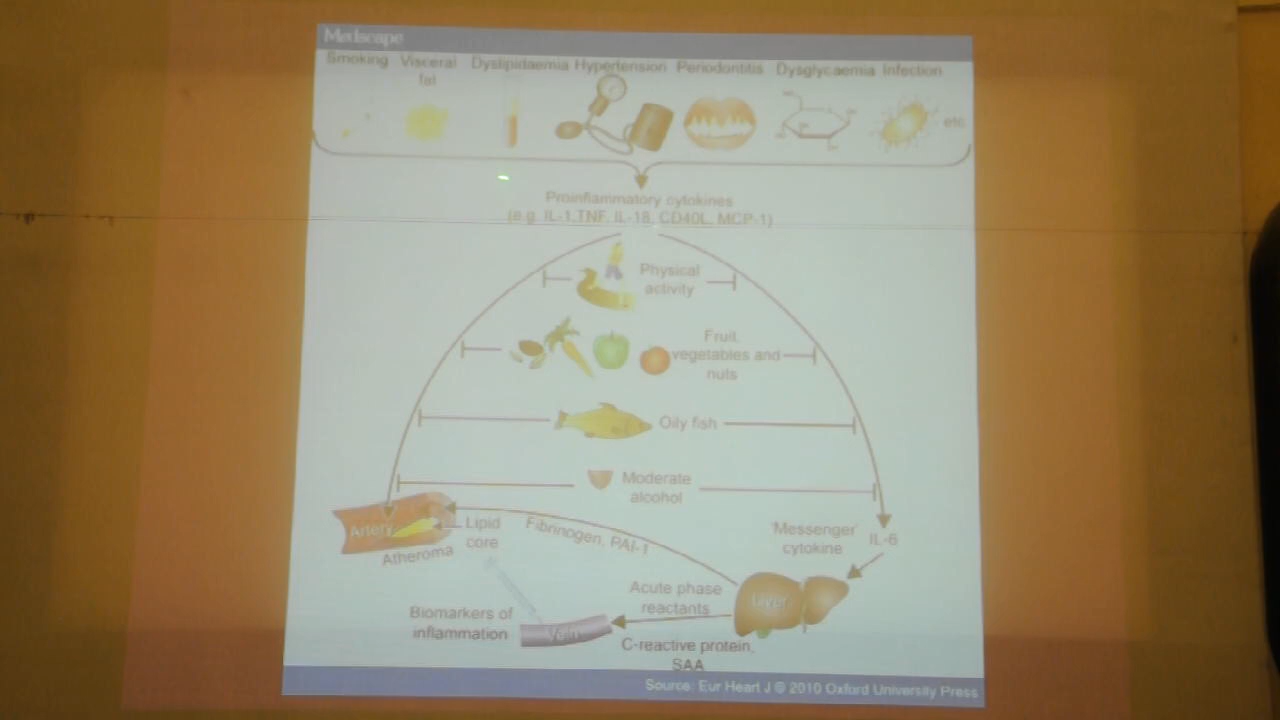 Medscape
Smoking Visceral fat Dyslipidaemia Hypertension Periodontitis Dysglycaemia Infection
etc
Proinflammatory cytokines
(e.g. IL-1,TNF, IL-18, CD40L, MCP-1)
Physical
activity
Fruit,
vegetables and
nuts
Oily fish
Moderate
alcohol
Artery
Lipid
core
Atheroma
Fibrinogen, PAI-1
'Messenger'
cytokine
IL-6
Liver
Acute phase
reactants
Biomarkers of
inflammation
Vein
C-reactive protein,
SAA
Source: Eur Heart J © 2010 Oxford University Press